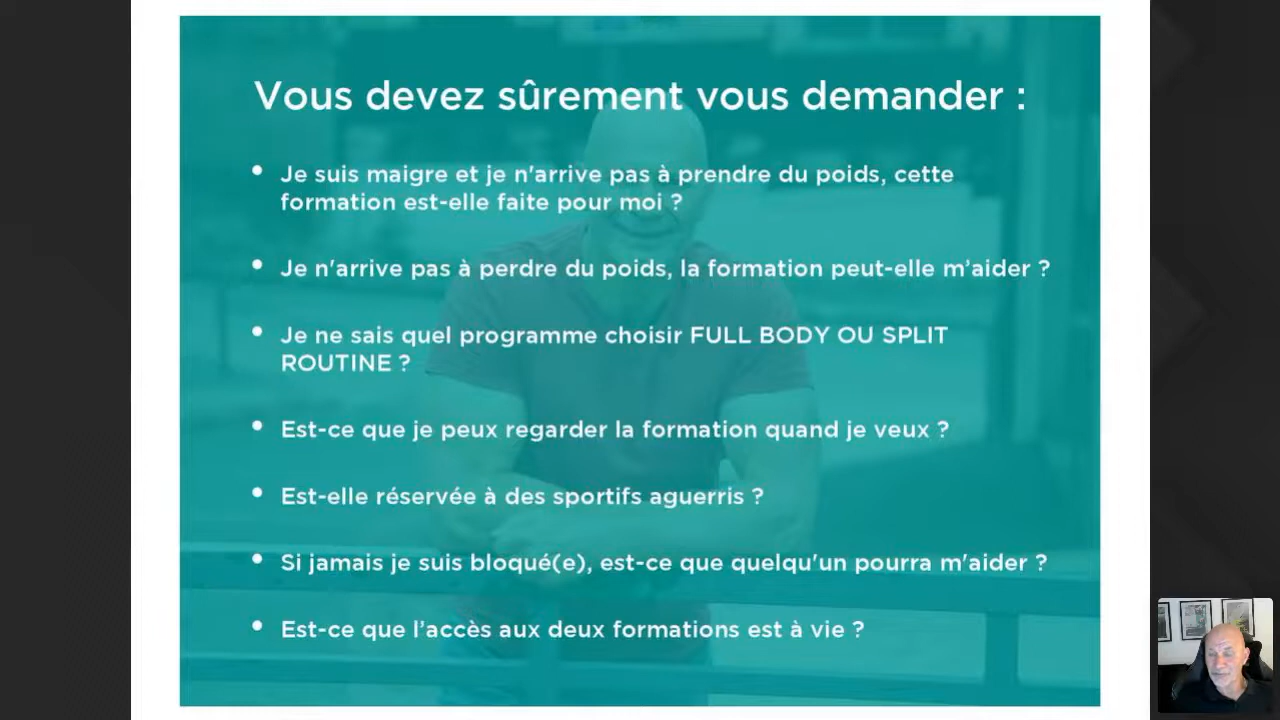 Vous devez sûrement vous demander :
• Je suis maigre et je n'arrive pas à prendre du poids, cette
formation est-elle faite pour moi ?
• Je n'arrive pas à perdre du poids, la formation peut-elle m’aider ?
• Je ne sais quel programme choisir FULL BODY OU SPLIT
ROUTINE ?
• Est-ce que je peux regarder la formation quand je veux ?
• Est-elle réservée à des sportifs aguerris ?
• Si jamais je suis bloqué(e), est-ce que quelqu'un pourra m'aider ?
• Est-ce que l’accès aux deux formations est à vie ?